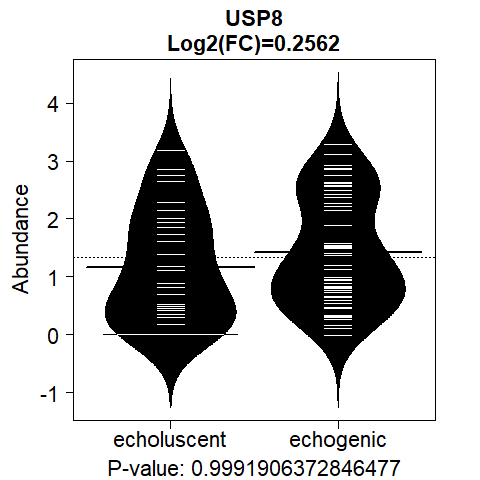 USP8
Log2(FC)=0.2562
Abundance
4
3
2
1
0
-1
echoluscent echogenic
P-value: 0.9991906372846477